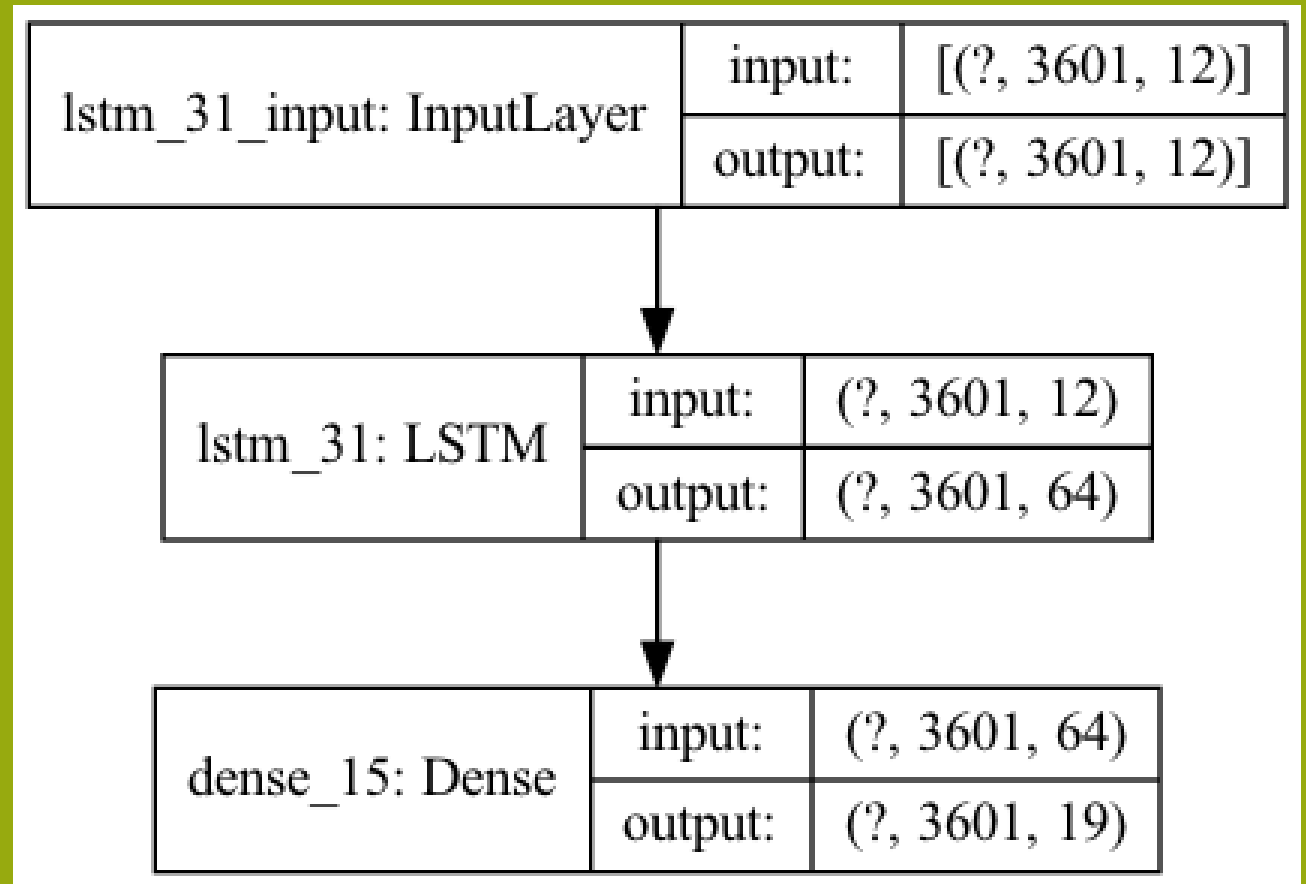 lstm_31_input: InputLayer
input: [(?, 3601, 12)]
output: [(?, 3601, 12)]
lstm_31: LSTM
input: (?, 3601, 12)
output: (?, 3601, 64)
dense_15: Dense
input: (?, 3601, 64)
output: (?, 3601, 19)